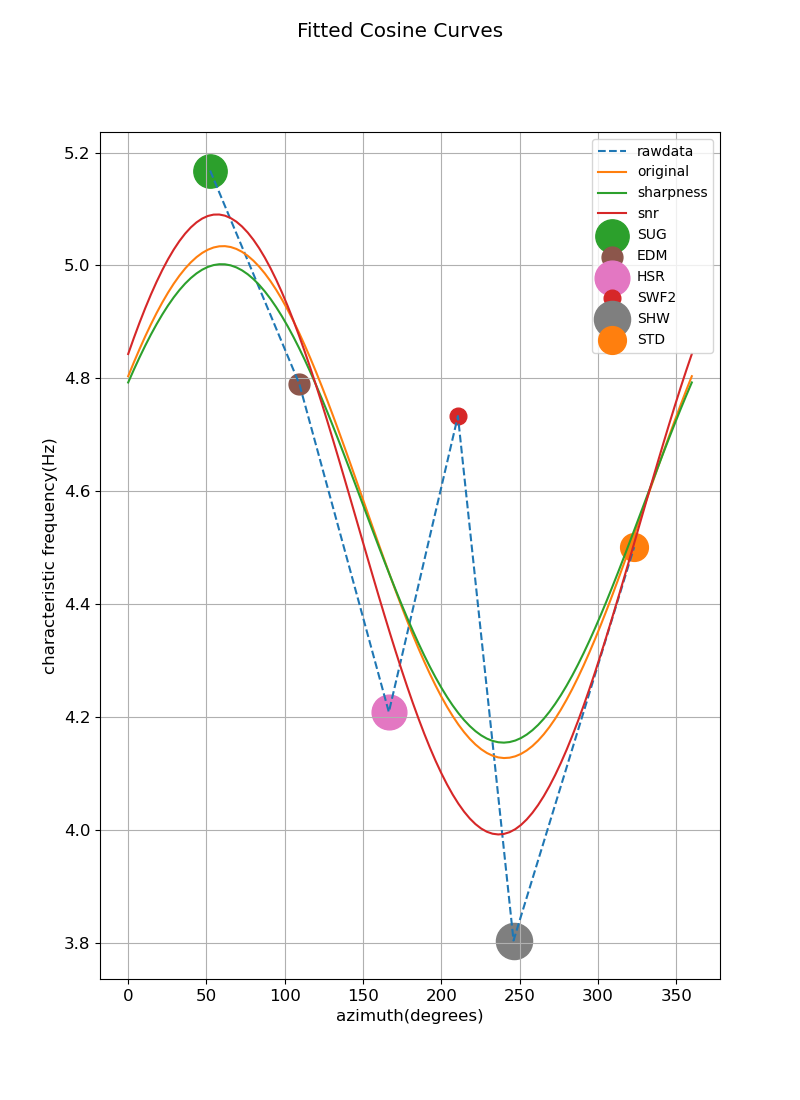 Fitted Cosine Curves
5.2
5.0
4.8
4.6
4.4
4.2
4.0
3.8
characteristic frequency(Hz)
rawdata
original
sharpness
snr
SUG
EDM
HSR
SWF2
SHW
STD
0 50 100 150 200 250 300 350
azimuth(degrees)